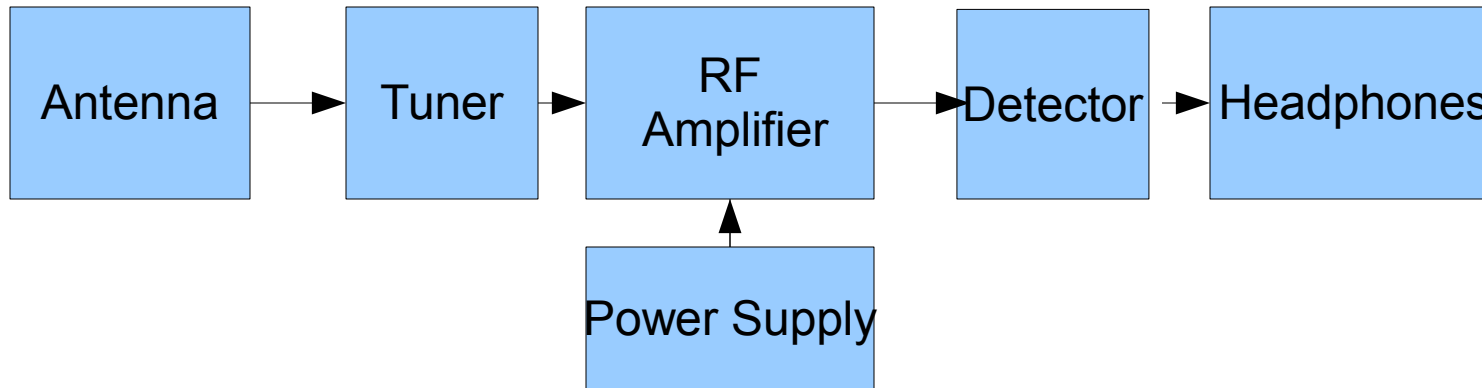 Antenna
Tuner
RF
Amplifier
Detector
Headphones
Power Supply